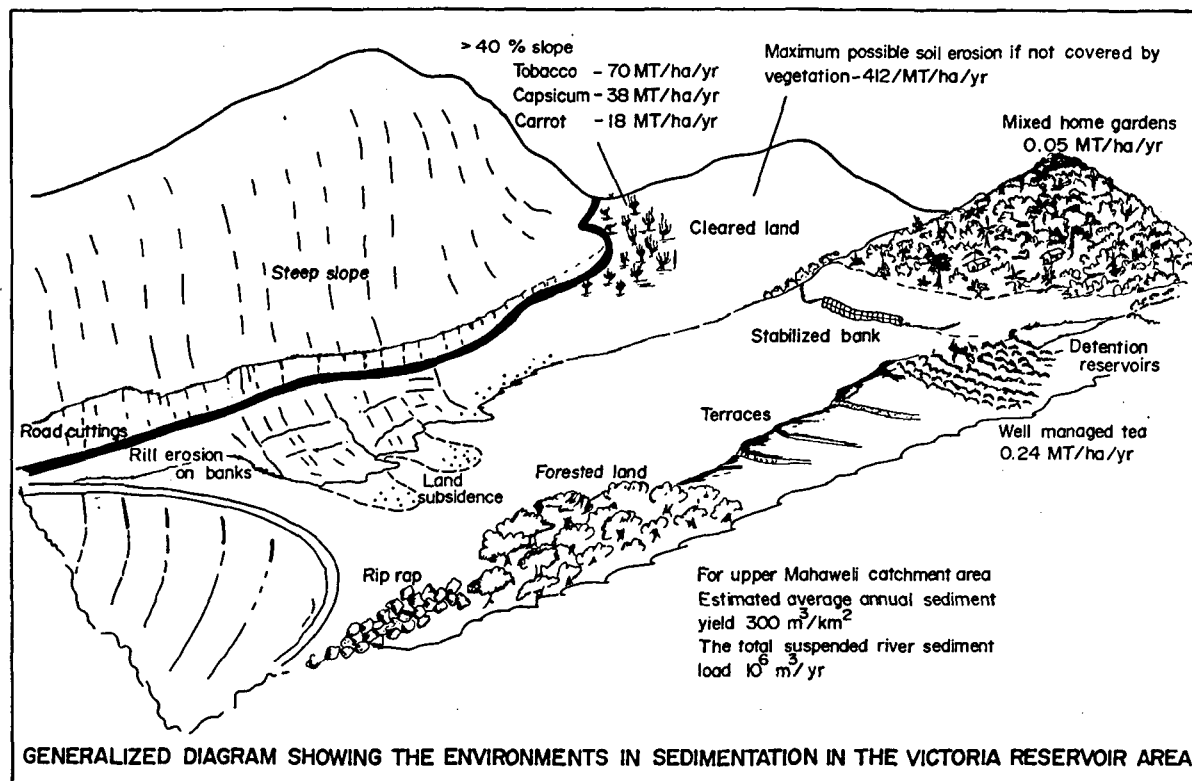 > 40 % slope
Tobacco - 70 MT/ha/yr
Capsicum - 38 MT/ha/yr
Carrot - 18 MT/ha/yr
Maximum possible soil erosion if not covered by
vegetation - 412/MT/ha/yr
Mixed home gardens
0.05 MT/ha/yr
Cleared land
Steep slope
Stabilized bank
Detention
reservoirs
Road cuttings
Terraces
Well managed tea
0.24 MT/ha/yr
Rill erosion
on banks
Land
subsidence
Forested land
Rip rap
For upper Mahaweli catchment area
Estimated average annual sediment
yield 300 m³/km²
The total suspended river sediment
load 10⁶ m³/yr
GENERALIZED DIAGRAM SHOWING THE ENVIRONMENTS IN SEDIMENTATION IN THE VICTORIA RESERVOIR AREA